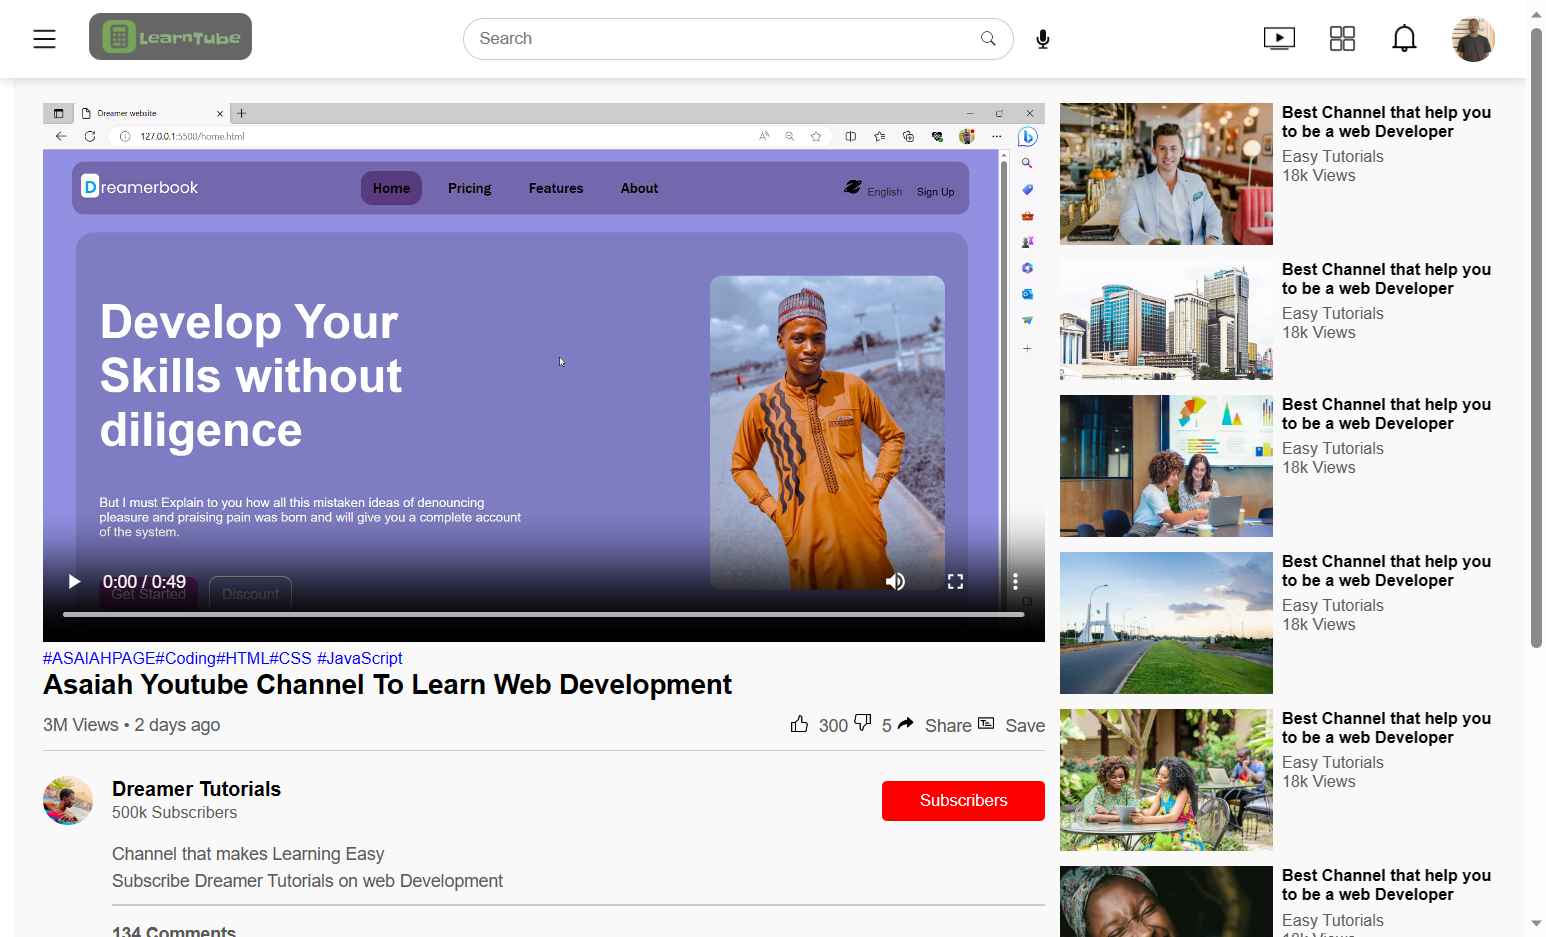 LearnTube
Search
Dreamer website
127.0.0.1:5500/home.html
Dreamerbook
Home
Pricing
Features
About
English
Sign Up
Develop Your
Skills without
diligence
But I must Explain to you how all this mistaken ideas of denouncing
pleasure and praising pain was born and will give you a complete account
of the system.
Get Started
Discount
0:00 / 0:49
#ASAIAHPAGE#Coding#HTML#CSS #JavaScript
Asaiah Youtube Channel To Learn Web Development
3M Views • 2 days ago
300
5
Share
Save
Dreamer Tutorials
500k Subscribers
Subscribers
Channel that makes Learning Easy
Subscribe Dreamer Tutorials on web Development
134 Comments
Best Channel that help you
to be a web Developer
Easy Tutorials
18k Views
Best Channel that help you
to be a web Developer
Easy Tutorials
18k Views
Best Channel that help you
to be a web Developer
Easy Tutorials
18k Views
Best Channel that help you
to be a web Developer
Easy Tutorials
18k Views
Best Channel that help you
to be a web Developer
Easy Tutorials
18k Views
Best Channel that help you
to be a web Developer
Easy Tutorials
18k Views